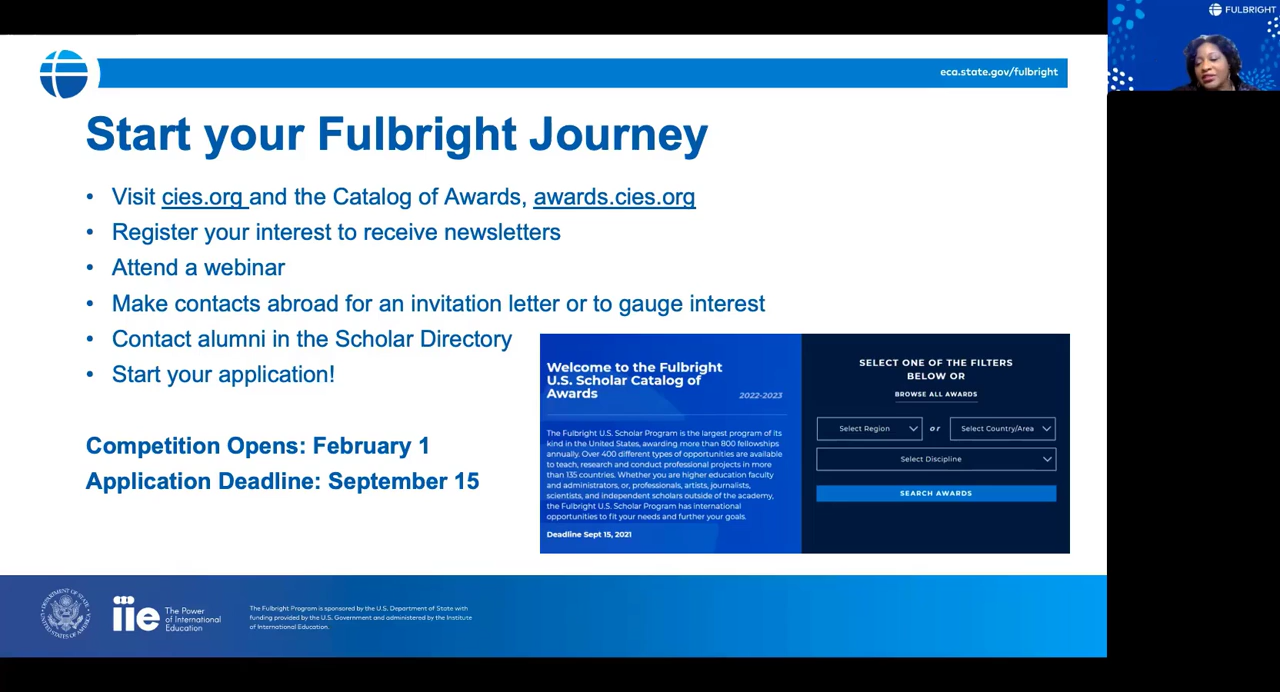 FULBRIGHT
eca.state.gov/fulbright
Start your Fulbright Journey
• Visit cies.org and the Catalog of Awards, awards.cies.org
• Register your interest to receive newsletters
• Attend a webinar
• Make contacts abroad for an invitation letter or to gauge interest
• Contact alumni in the Scholar Directory
• Start your application!
Competition Opens: February 1
Application Deadline: September 15
Welcome to the Fulbright
U.S. Scholar Catalog of
Awards
2022-2023
The Fulbright U.S. Scholar Program is the largest program of its
kind in the United States, awarding more than 800 fellowships
annually. Over 400 different types of opportunities are available
to teach, research and conduct professional projects in more
than 135 countries. Whether you are higher education faculty
and administrators, or, professionals, artists, journalists,
scientists, and independent scholars outside of the academy,
the Fulbright U.S. Scholar Program has international
opportunities to fit your needs and further your goals.
Deadline Sept 15, 2021
SELECT ONE OF THE FILTERS
BELOW OR
BROWSE ALL AWARDS
Select Region or Select Country/Area
Select Discipline
SEARCH AWARDS
DEPARTMENT OF STATE
UNITED STATES OF AMERICA
iie
The Power
of International
Education
The Fulbright Program is sponsored by the U.S. Department of State with
funding provided by the U.S. Government and administered by the Institute
of International Education.